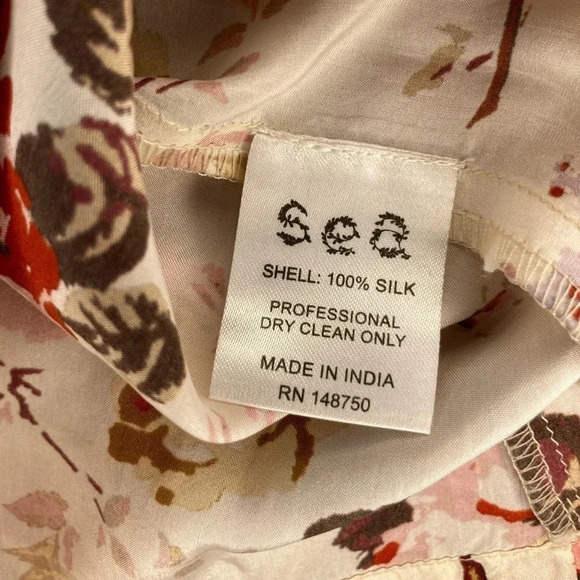 sea
SHELL: 100% SILK
PROFESSIONAL
DRY CLEAN ONLY
MADE IN INDIA
RN 148750